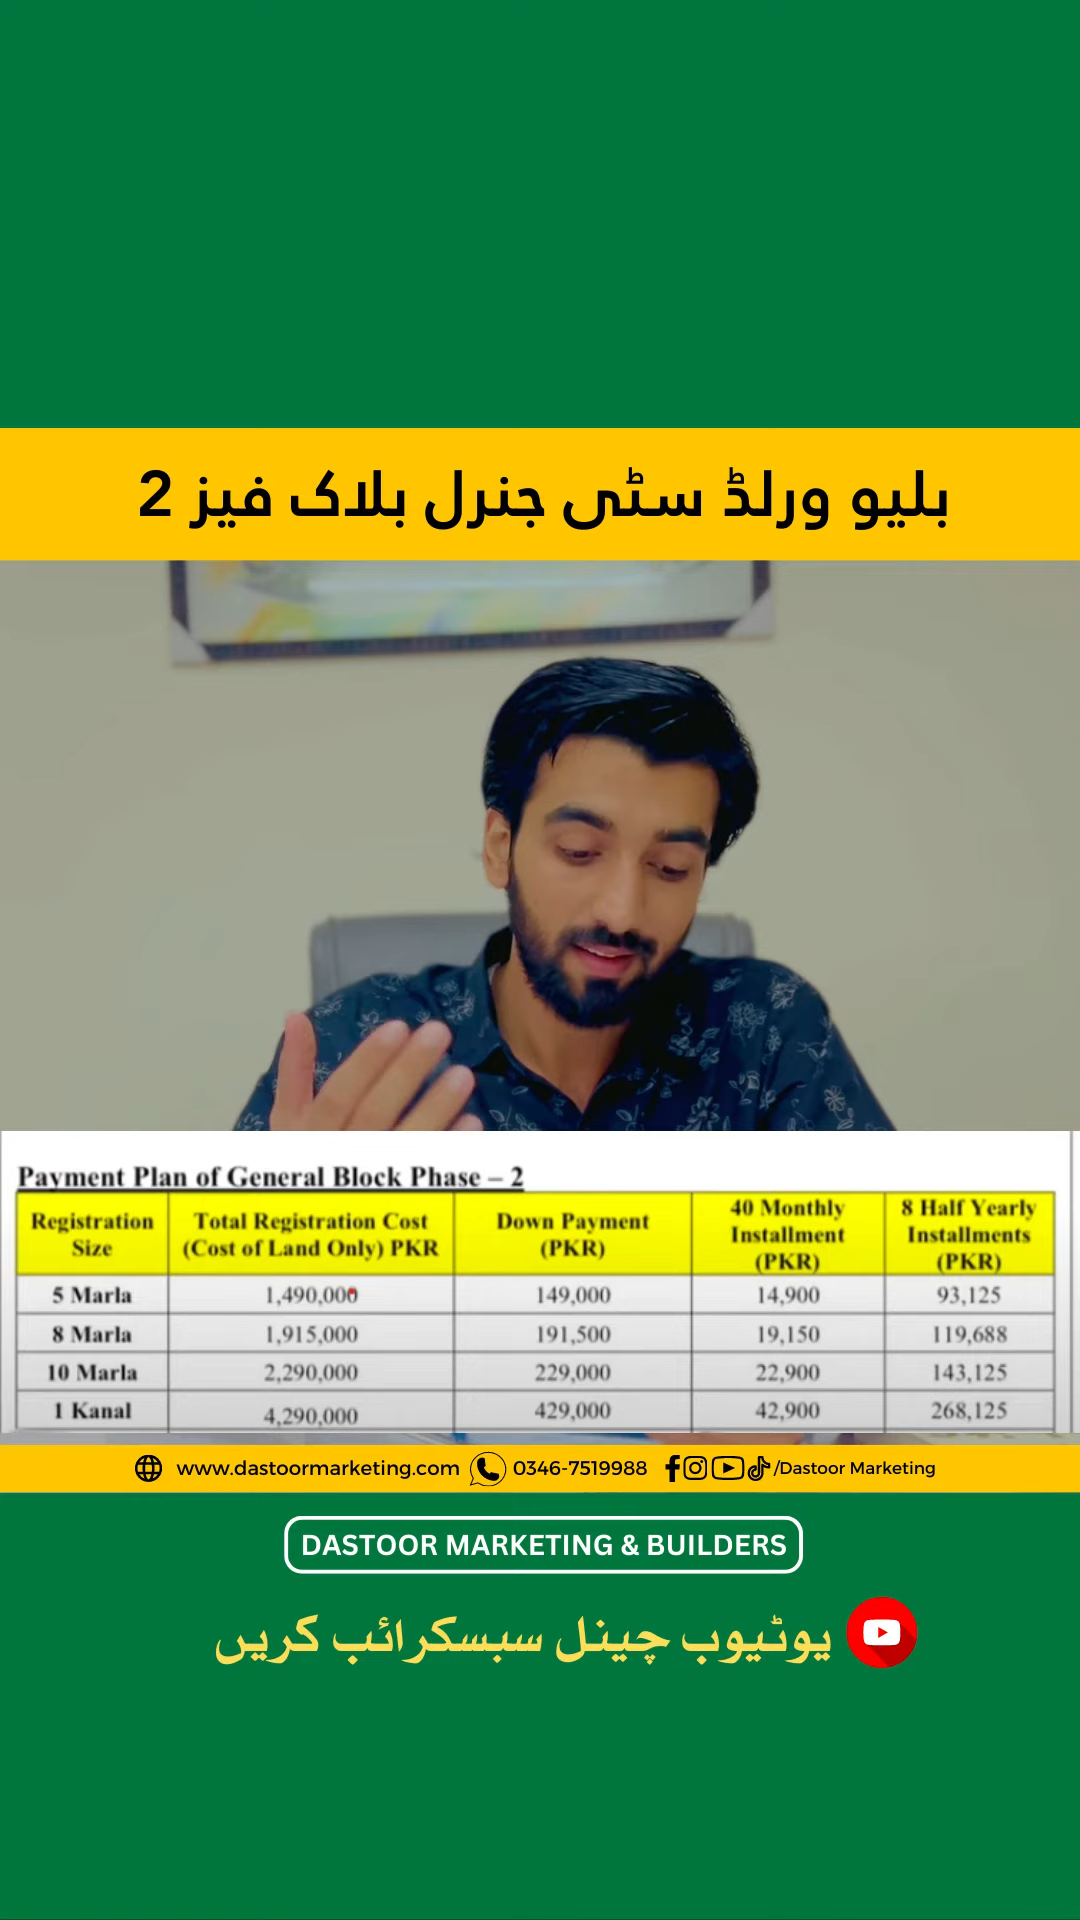 بلیو ورلڈ سٹی جنرل بلاک فیز 2
Payment Plan of General Block Phase – 2
Registration Size | Total Registration Cost (Cost of Land Only) PKR | Down Payment (PKR) | 40 Monthly Installment (PKR) | 8 Half Yearly Installments (PKR)
5 Marla | 1,490,000 | 149,000 | 14,900 | 93,125
8 Marla | 1,915,000 | 191,500 | 19,150 | 119,688
10 Marla | 2,290,000 | 229,000 | 22,900 | 143,125
1 Kanal | 4,290,000 | 429,000 | 42,900 | 268,125
www.dastoormarketing.com 0346-7519988 /Dastoor Marketing
DASTOOR MARKETING & BUILDERS
یوٹیوب چینل سبسکرائب کریں